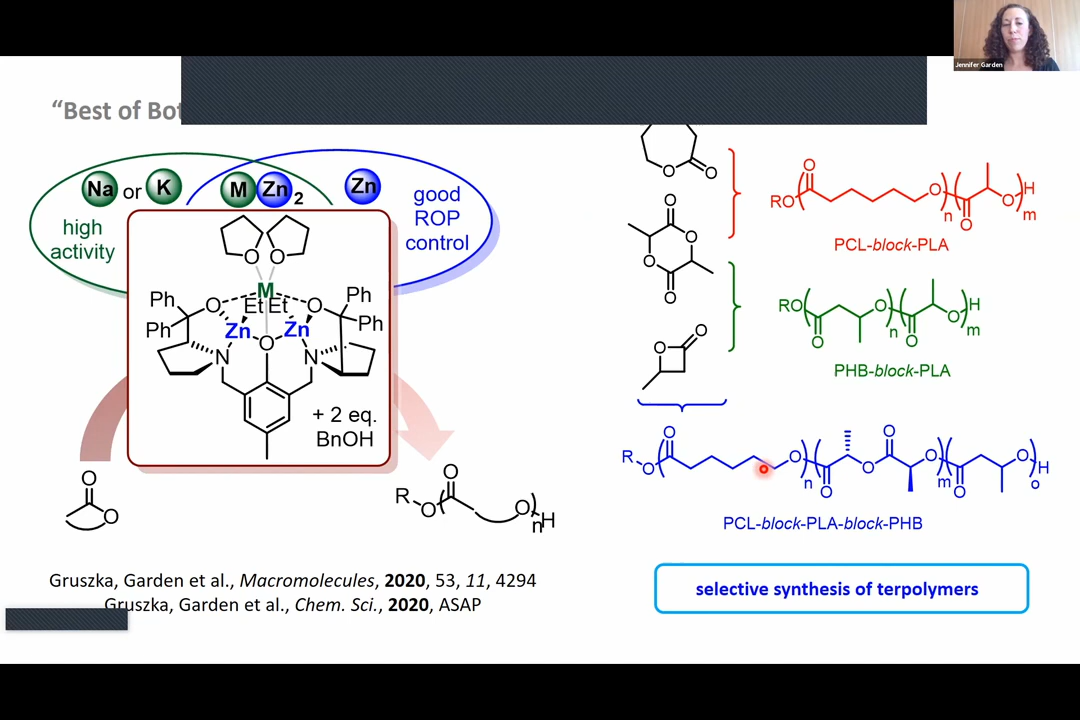 Jennifer Garden
“Best of Bot
Na or K M Zn2 Zn
high
activity
good
ROP
control
O O
M
Et Et
Ph O O Ph
Ph Ph
Zn Zn
N O N
+ 2 eq.
BnOH
O
O
R O O O n H
O O
O
O
O
O
O
O
RO O O n O O H m
PCL-block-PLA
RO O O n O O H m
PHB-block-PLA
R O O O n O O O O m O O H o
PCL-block-PLA-block-PHB
Gruszka, Garden et al., Macromolecules, 2020, 53, 11, 4294
Gruszka, Garden et al., Chem. Sci., 2020, ASAP
selective synthesis of terpolymers